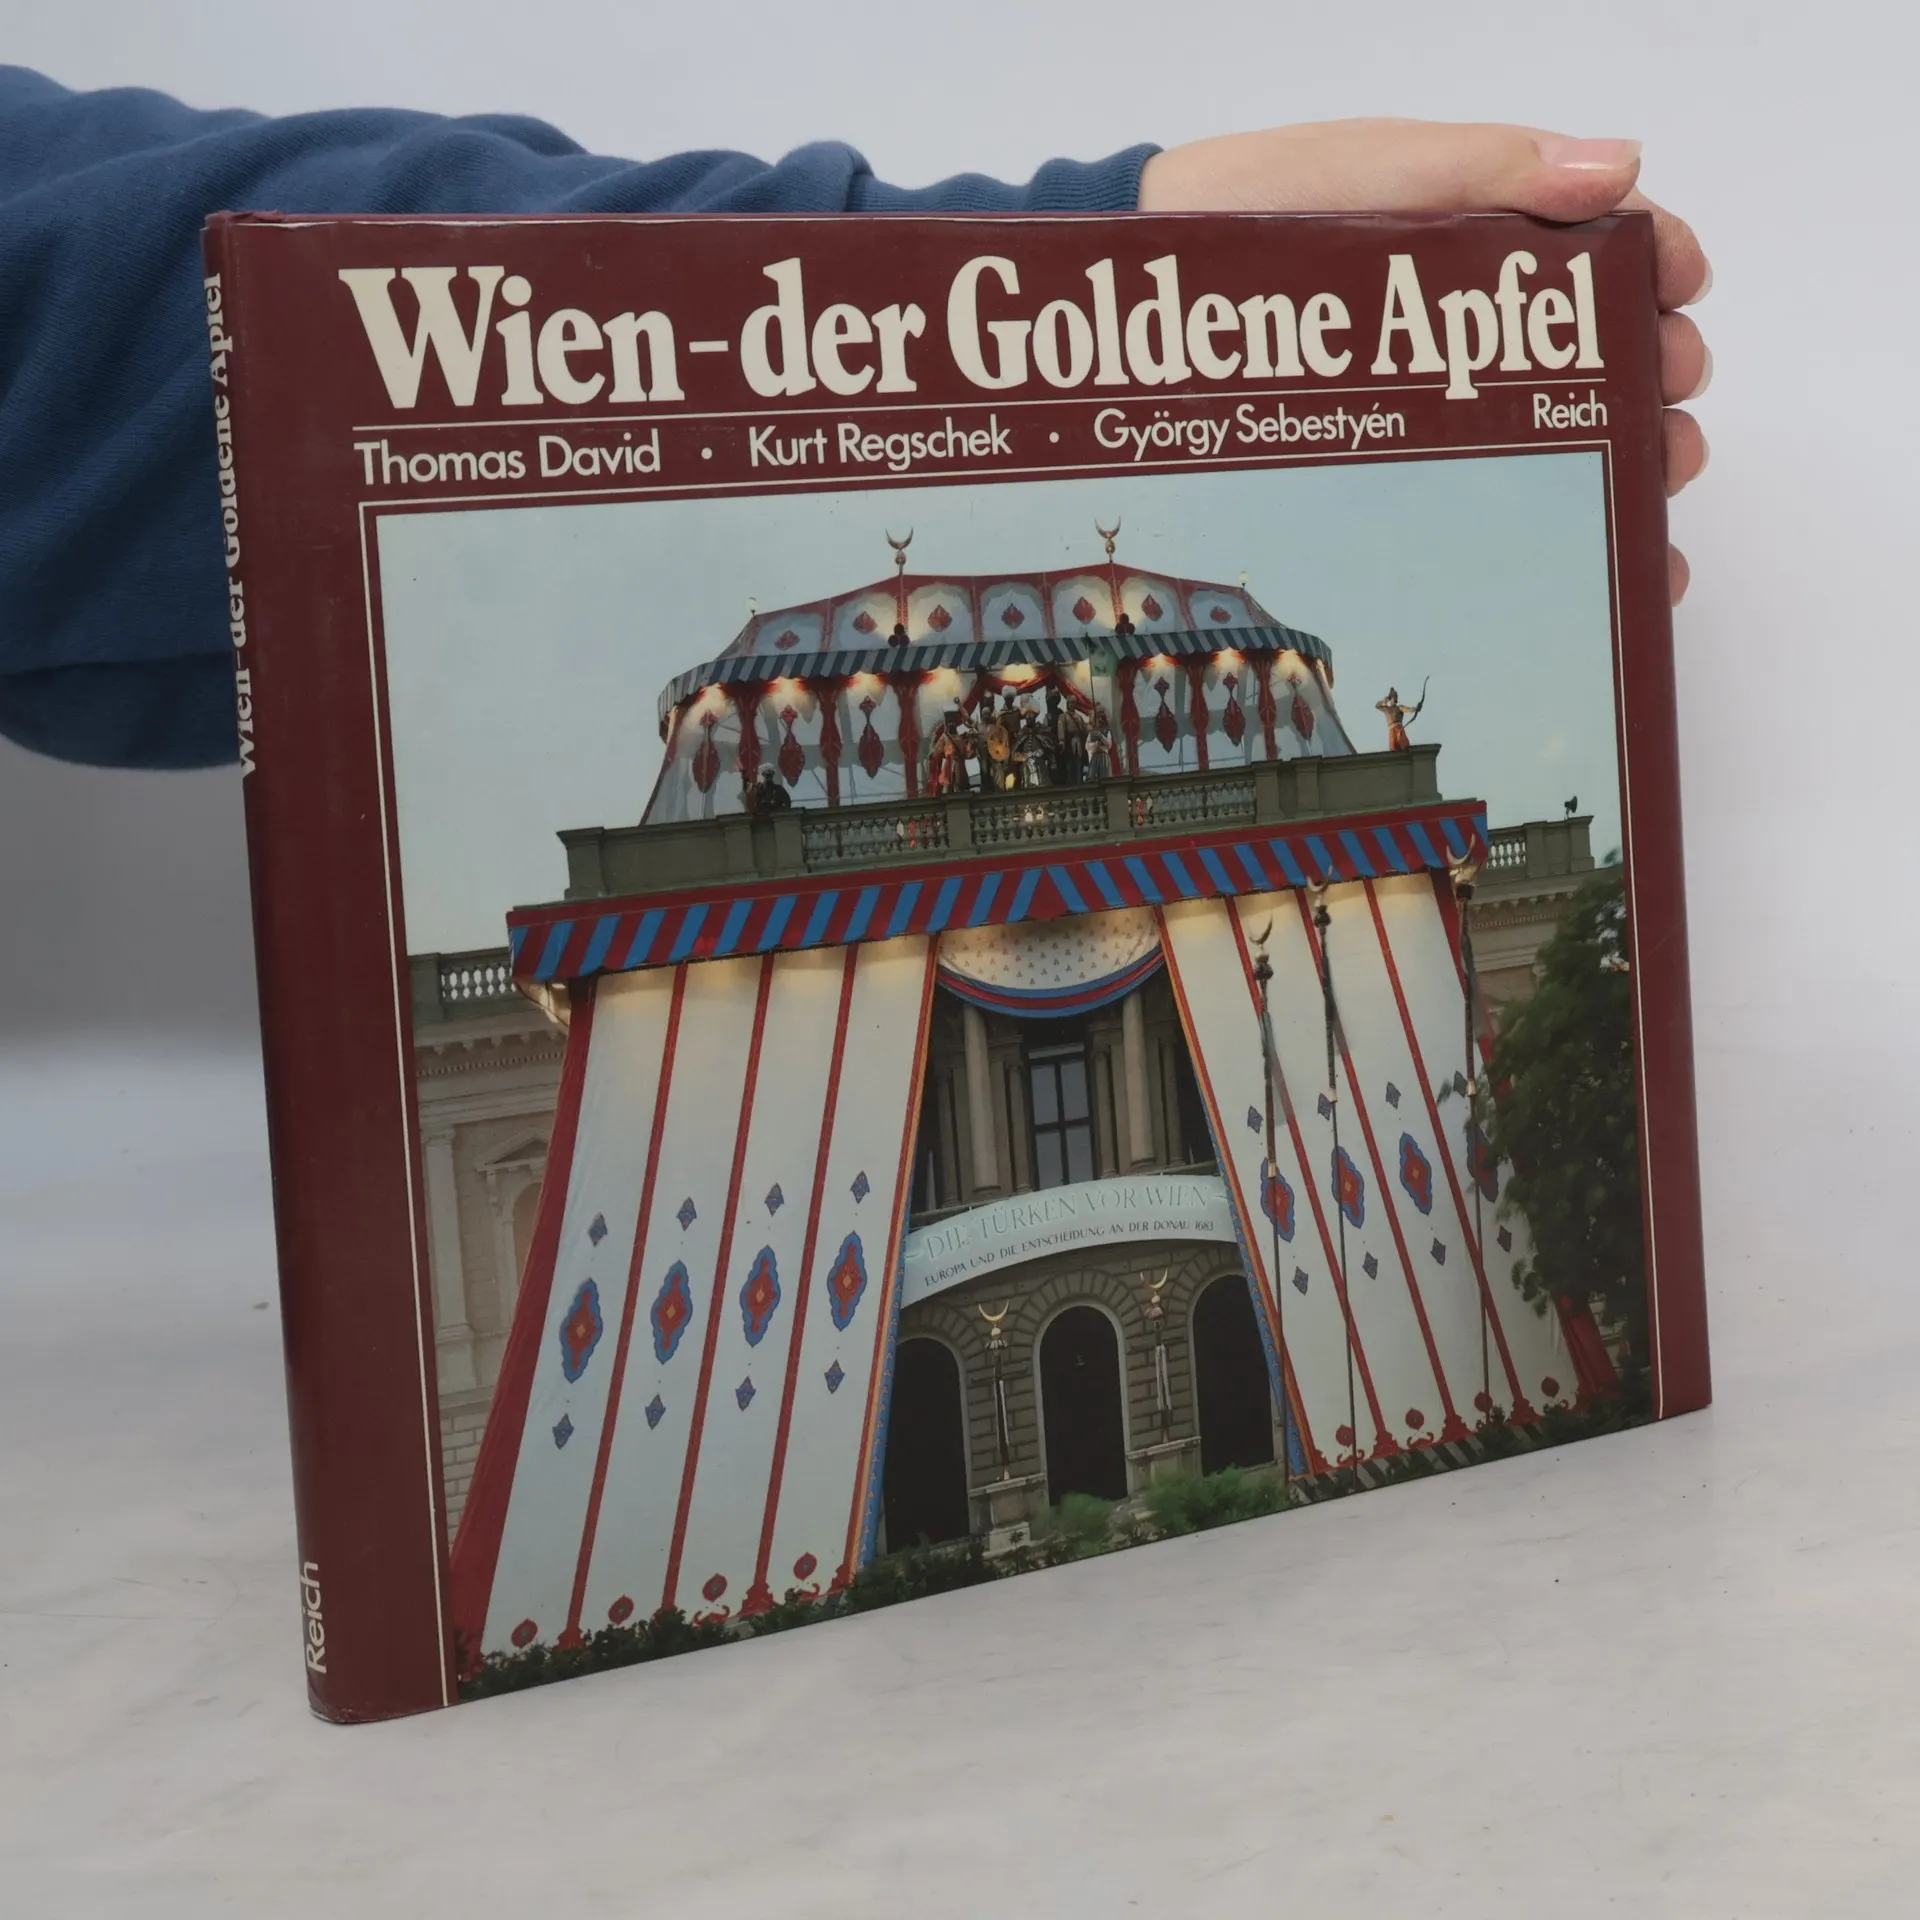 Wien-der Goldene Apfel
Thomas David • Kurt Regschek • György Sebestyén
Reich
DIE TÜRKEN VOR WIEN
EUROPA UND DIE ENTSCHEIDUNG AN DER DONAU 1683
Wien-der Goldene Apfel
Reich